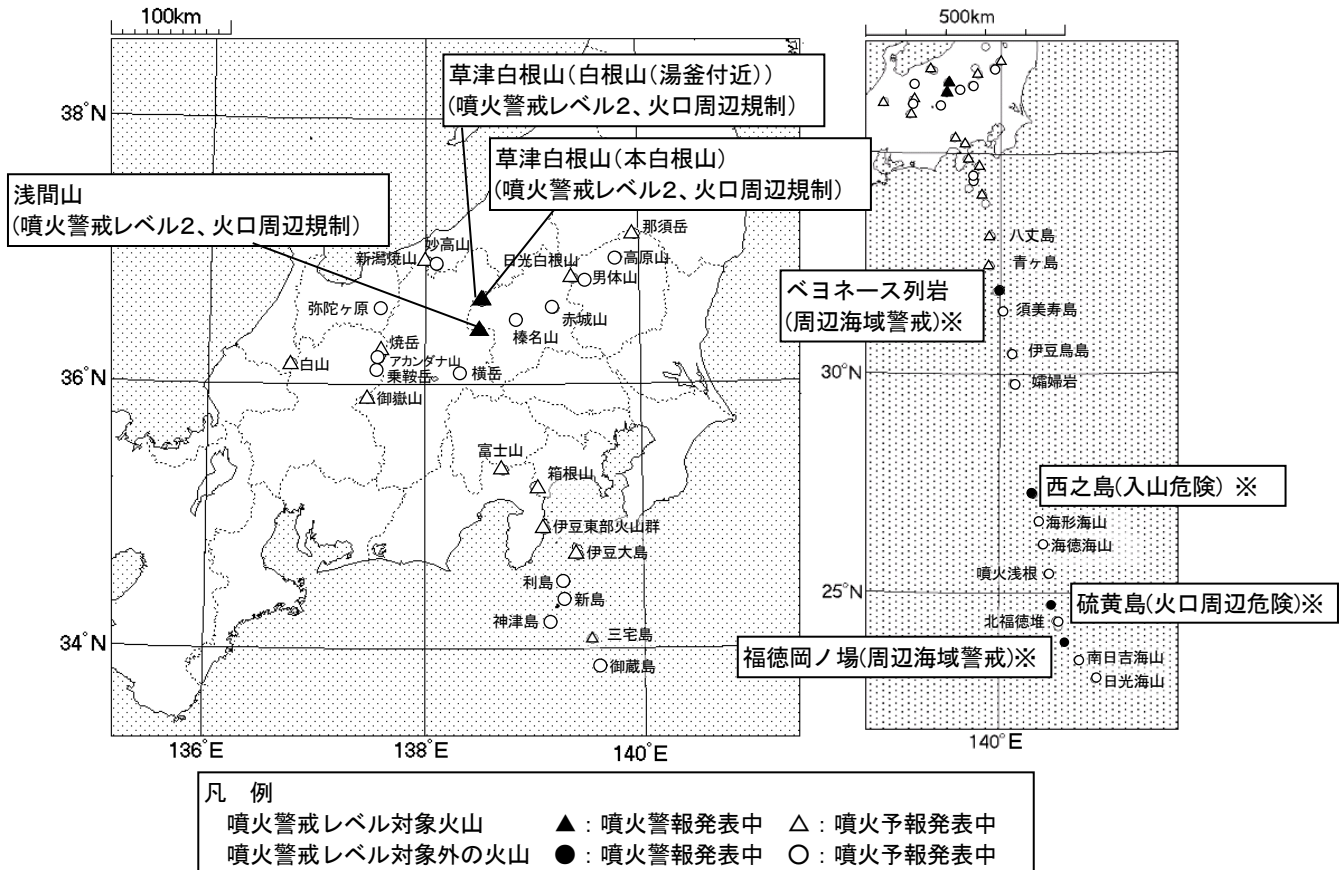 100km
500km
草津白根山(白根山(湯釜付近))
(噴火警戒レベル2、火口周辺規制)
38°N
草津白根山(本白根山)
(噴火警戒レベル2、火口周辺規制)
浅間山
(噴火警戒レベル2、火口周辺規制)
那須岳
妙高山
新潟焼山
日光白根山
高原山
男体山
弥陀ヶ原
赤城山
榛名山
焼岳
アカンダナ山
白山
乗鞍岳
横岳
36°N
御嶽山
富士山
箱根山
伊豆東部火山群
伊豆大島
利島
新島
神津島
三宅島
34°N
御蔵島
136°E
138°E
140°E
八丈島
青ヶ島
ベヨネース列岩
(周辺海域警戒)※
須美寿島
伊豆鳥島
30°N
孀婦岩
西之島(入山危険) ※
海形海山
海徳海山
噴火浅根
25°N
硫黄島(火口周辺危険)※
北福徳堆
福徳岡ノ場(周辺海域警戒)※
南日吉海山
日光海山
140°E
凡 例
噴火警戒レベル対象火山 ▲:噴火警報発表中 △:噴火予報発表中
噴火警戒レベル対象外の火山 ●:噴火警報発表中 ○:噴火予報発表中